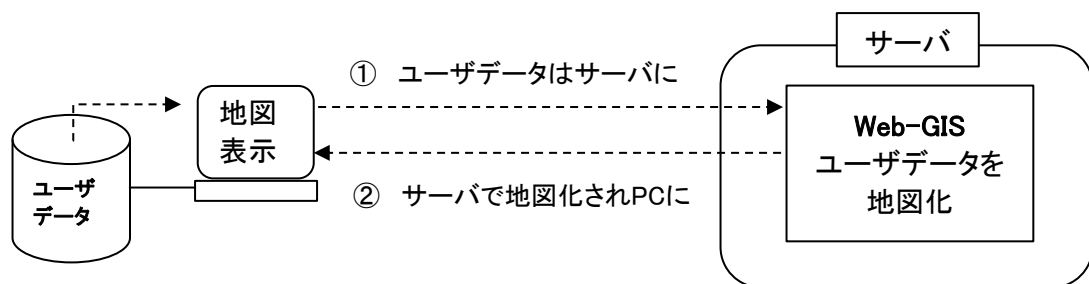 サーバ
① ユーザデータはサーバに
地図
表示
Web-GIS
ユーザデータを
地図化
ユーザ
データ
② サーバで地図化されPCに